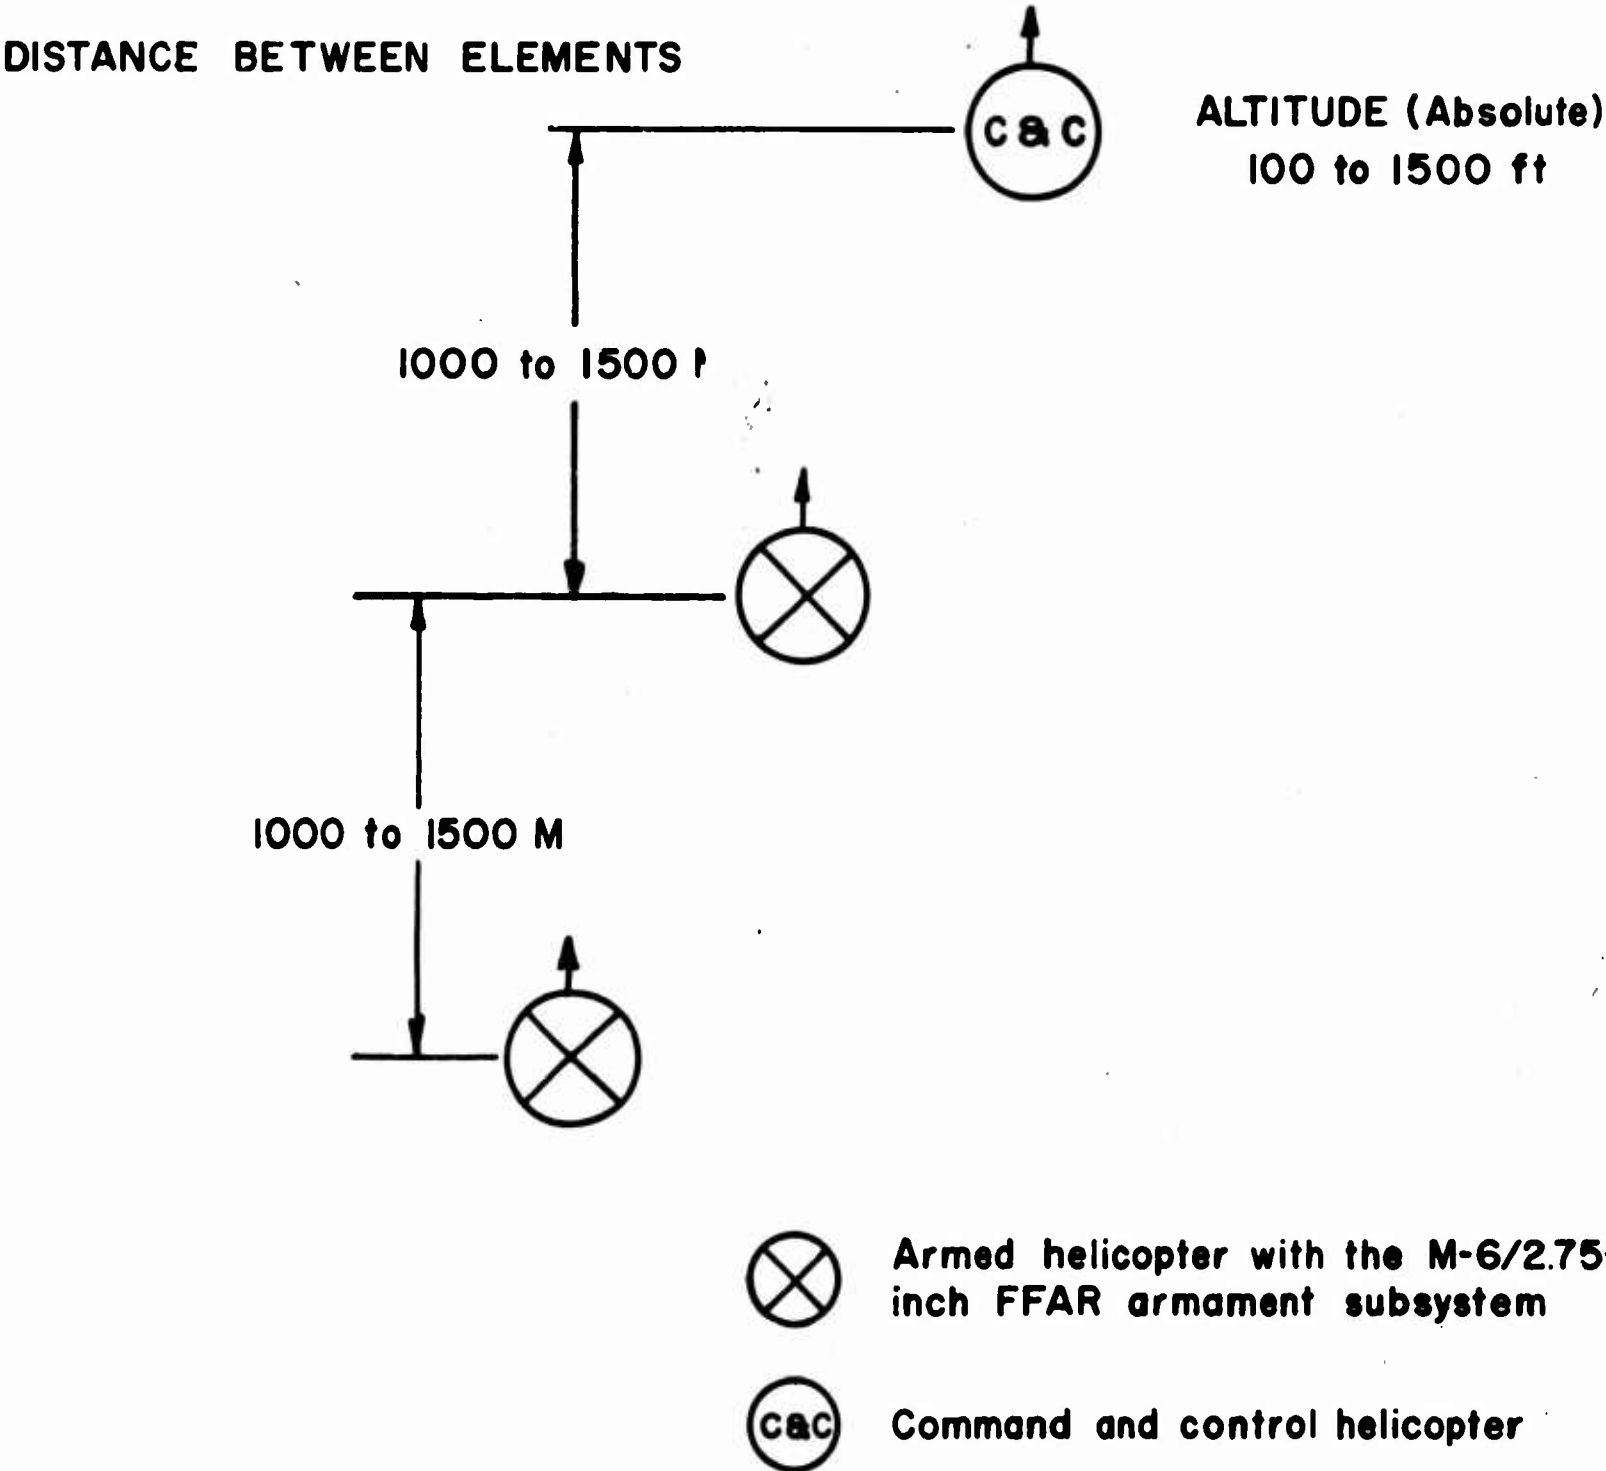 DISTANCE BETWEEN ELEMENTS
C & C
ALTITUDE (Absolute)
100 to 1500 ft
1000 to 1500
1000 to 1500 M
Armed helicopter with the M-6/2.75-
inch FFAR armament subsystem
C&C
Command and control helicopter